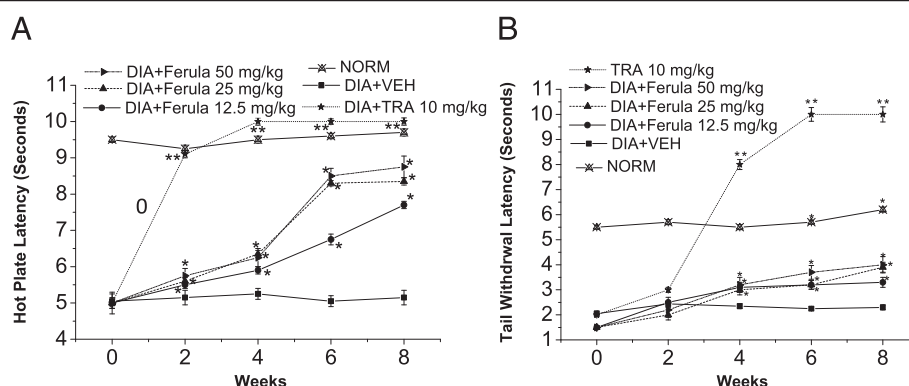 A
DIA+Ferula 50 mg/kg
DIA+Ferula 25 mg/kg
DIA+Ferula 12.5 mg/kg
NORM
DIA+VEH
DIA+TRA 10 mg/kg
Hot Plate Latency (Seconds)
11
10
9
8
7
6
5
4
**
**
**
**
0
*
*
*
*
*
*
*
*
*
*
*
*
0 2 4 6 8
Weeks
B
TRA 10 mg/kg
DIA+Ferula 50 mg/kg
DIA+Ferula 25 mg/kg
DIA+Ferula 12.5 mg/kg
DIA+VEH
NORM
Tail Withdrwal Latency (Seconds)
11
10
9
8
7
6
5
4
3
2
1
**
**
**
*
*
*
*
*
*
*
*
*
*
0 2 4 6 8
Weeks